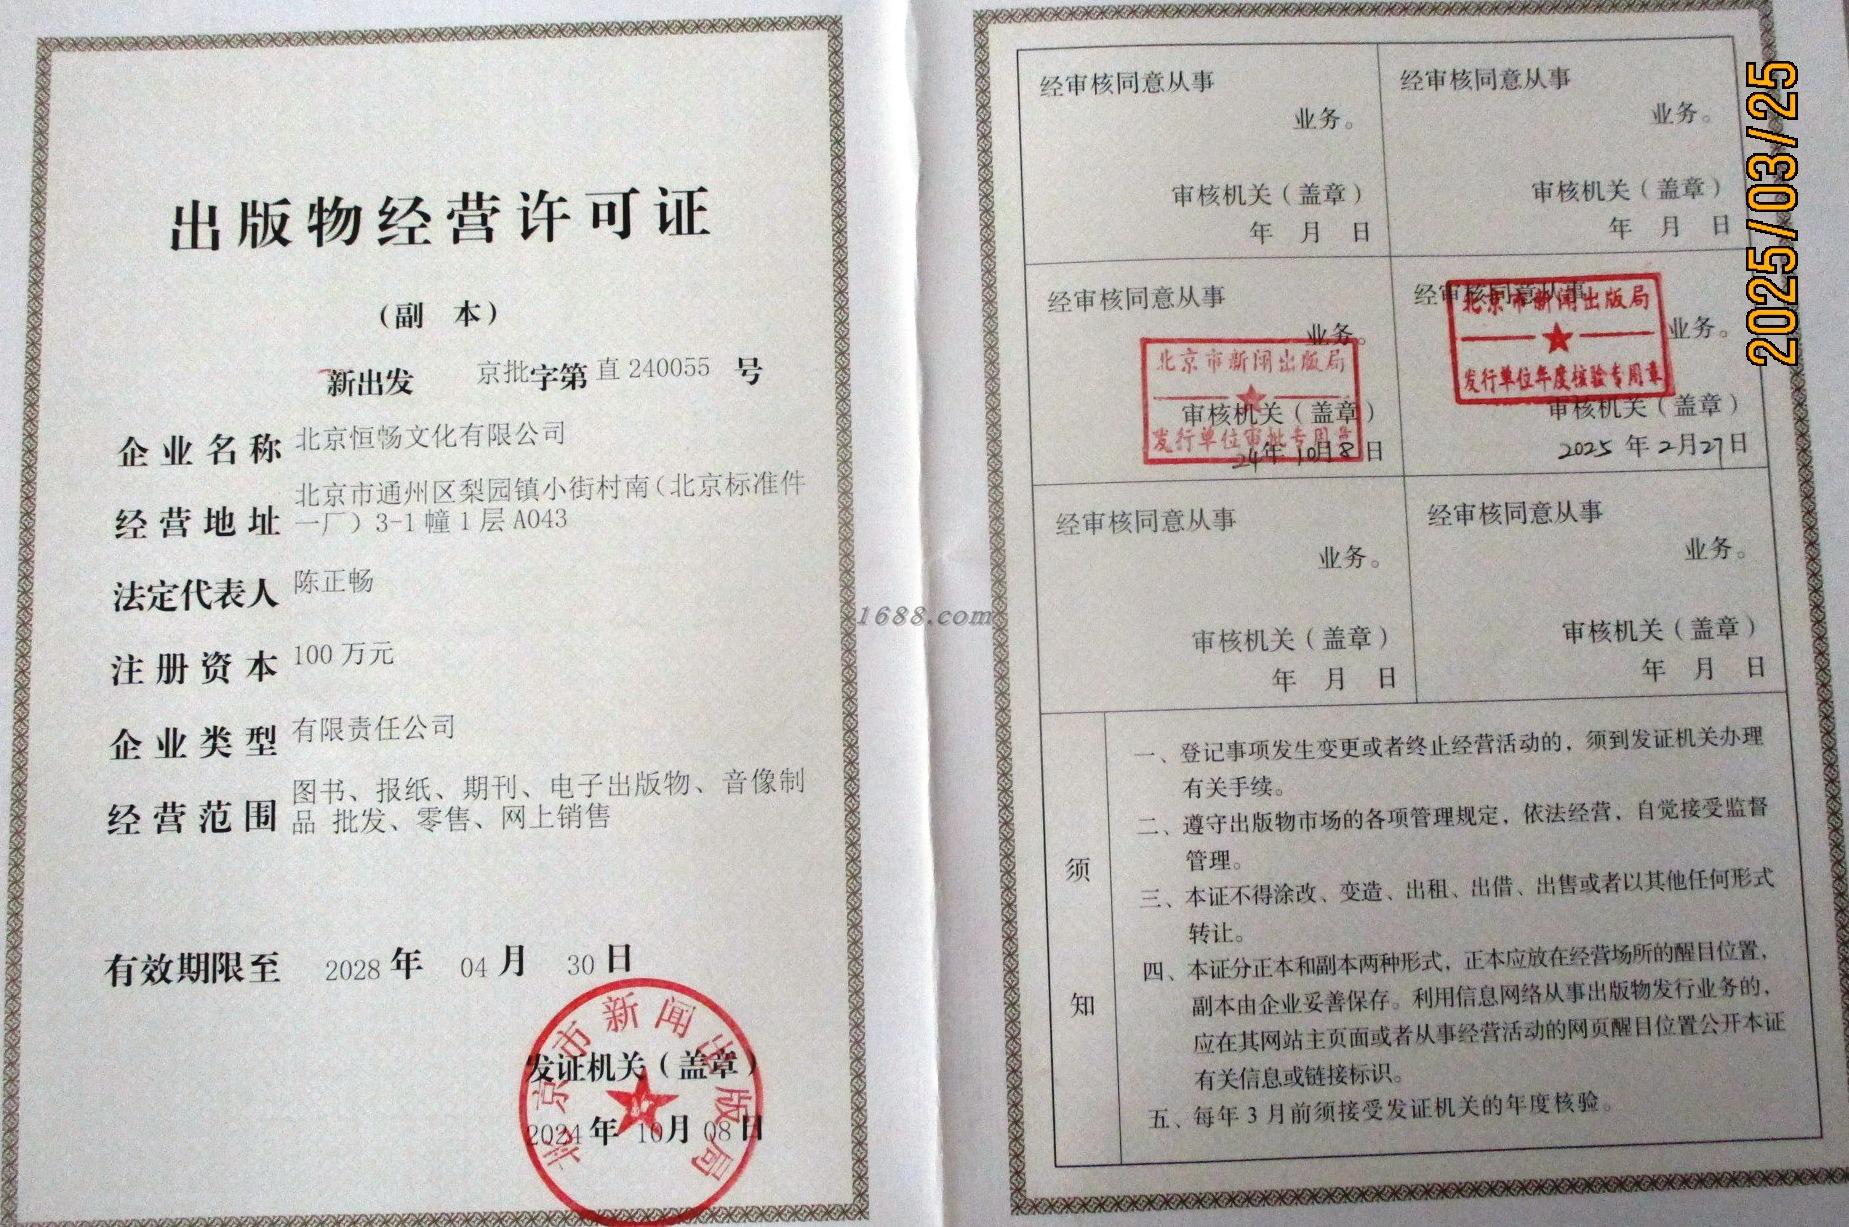 出版物经营许可证
（副 本）
新出发 京批字第直240055 号
企业名称 北京恒畅文化有限公司
经营地址 北京市通州区梨园镇小街村南（北京标准件
一厂）3-1幢1层A043
法定代表人 陈正畅
注册资本 100万元
企业类型 有限责任公司
经营范围 图书、报纸、期刊、电子出版物、音像制
品 批发、零售、网上销售
有效期限至 2028年 04月 30日
发证机关（盖章）
2024年 10月 08日
北京市新闻出版局
1688.com
经审核同意从事
业务。
审核机关（盖章）
年 月 日
经审核同意从事
业务。
审核机关（盖章）
年 月 日
经审核同意从事
业务。
北京市新闻出版局
审核机关（盖章）
发行单位审批专用章
24年10月8日
经审核同意从事
北京市新闻出版局
业务。
发行单位年度核验专用章
审核机关（盖章）
2025年2月27日
经审核同意从事
业务。
审核机关（盖章）
年 月 日
经审核同意从事
业务。
审核机关（盖章）
年 月 日
须知
一、登记事项发生变更或者终止经营活动的，须到发证机关办理
有关手续。
二、遵守出版物市场的各项管理规定，依法经营，自觉接受监督
管理。
三、本证不得涂改、变造、出租、出借、出售或者以其他任何形式
转让。
四、本证分正本和副本两种形式，正本应放在经营场所的醒目位置，
副本由企业妥善保存。利用信息网络从事出版物发行业务的，
应在其网站主页面或者从事经营活动的网页醒目位置公开本证
有关信息或链接标识。
五、每年3月前须接受发证机关的年度核验。
2025/03/25